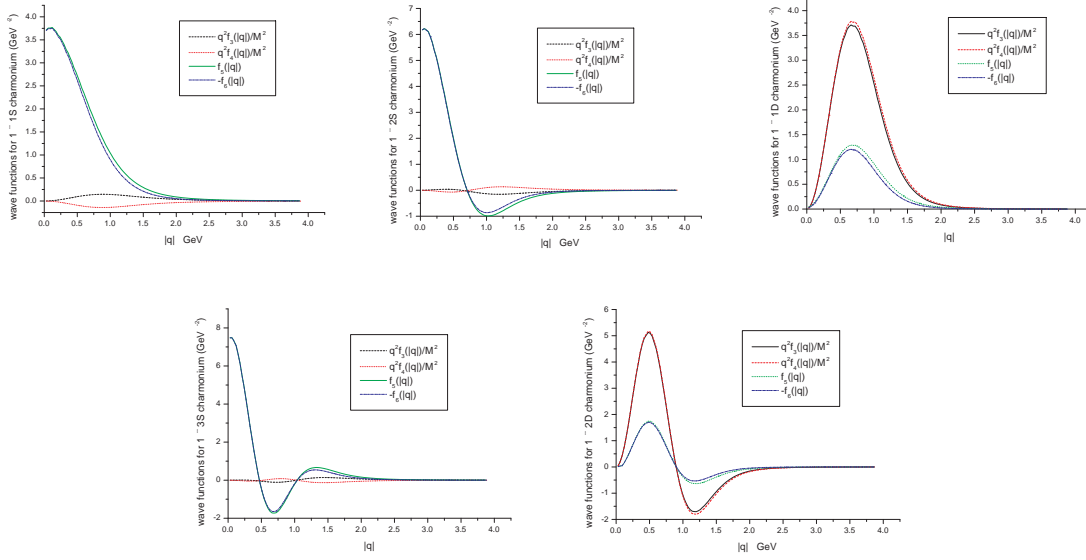 wave functions for 1⁻⁻ 1S charmonium (GeV⁻²)
3.75
3.5
3.0
2.5
2.0
1.5
1.0
0.5
0.0
q²f₃(|q|)/M²
q²f₄(|q|)/M²
f₅(|q|)
-f₆(|q|)
0.0 0.5 1.0 1.5 2.0 2.5 3.0 3.5 4.0
|q| GeV
wave functions for 1⁻⁻ 2S charmonium (GeV⁻²)
7
6
5
4
3
2
1
0
-1
q²f₃(|q|)/M²
q²f₄(|q|)/M²
f₅(|q|)
-f₆(|q|)
0.0 0.5 1.0 1.5 2.0 2.5 3.0 3.5 4.0
|q| GeV
wave functions for 1⁻⁻ 1D charmonium (GeV⁻²)
4.0
3.5
3.0
2.5
2.0
1.5
1.0
0.5
0.0
q²f₃(|q|)/M²
q²f₄(|q|)/M²
f₅(|q|)
-f₆(|q|)
0.0 0.5 1.0 1.5 2.0 2.5 3.0 3.5 4.0
|q|
wave functions for 1⁻⁻ 3S charmonium (GeV⁻²)
8
6
4
2
0
-2
q²f₃(|q|)/M²
q²f₄(|q|)/M²
f₅(|q|)
-f₆(|q|)
0.0 0.5 1.0 1.5 2.0 2.5 3.0 3.5 4.0
|q|
wave functions for 1⁻⁻ 2D charmonium (GeV⁻²)
6
5
4
3
2
1
0
-1
-2
q²f₃(|q|)/M²
q²f₄(|q|)/M²
f₅(|q|)
-f₆(|q|)
0.0 0.5 1.0 1.5 2.0 2.5 3.0 3.5 4.0
|q| GeV